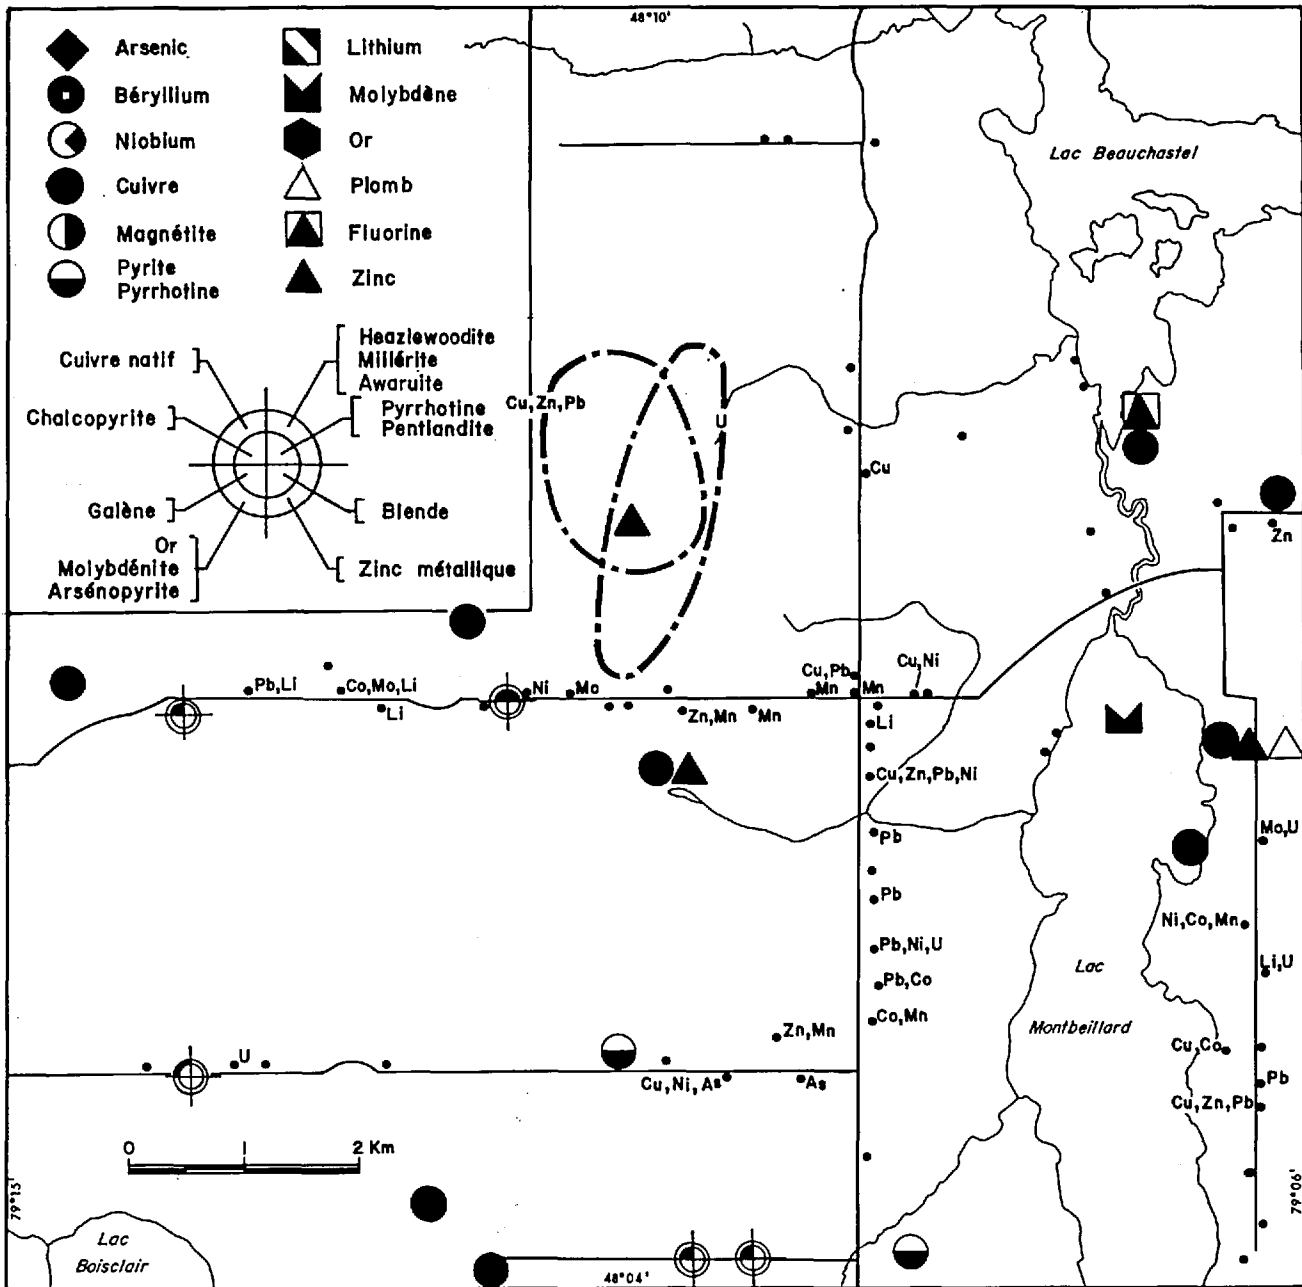 48°10'
Arsenic
Béryllium
Niobium
Cuivre
Magnétite
Pyrite
Pyrrhotine
Lithium
Molybdène
Or
Plomb
Fluorine
Zinc
Cuivre natif
Chalcopyrite
Galène
Or
Molybdénite
Arsénopyrite
Heazlewoodite
Millérite
Awaruite
Pyrrhotine
Pentlandite
Blende
Zinc métallique
Lac Beauchastel
Cu,Zn,Pb
U
Cu
Zn
Pb,Li
Co,Mo,Li
Li
Ni
Mo
Zn,Mn
Mn
Cu,Pb
Mn
Mn
Cu,Ni
Li
Cu,Zn,Pb,Ni
Pb
Pb
Pb,Ni,U
Pb,Co
Co,Mn
Mo,U
Ni,Co,Mn
Li,U
Lac
Montbeillard
Cu,Co
Pb
Cu,Zn,Pb
Zn,Mn
U
Cu,Ni,As
As
0 1 2 Km
79°15'
79°06'
Lac
Boisclair
48°04'